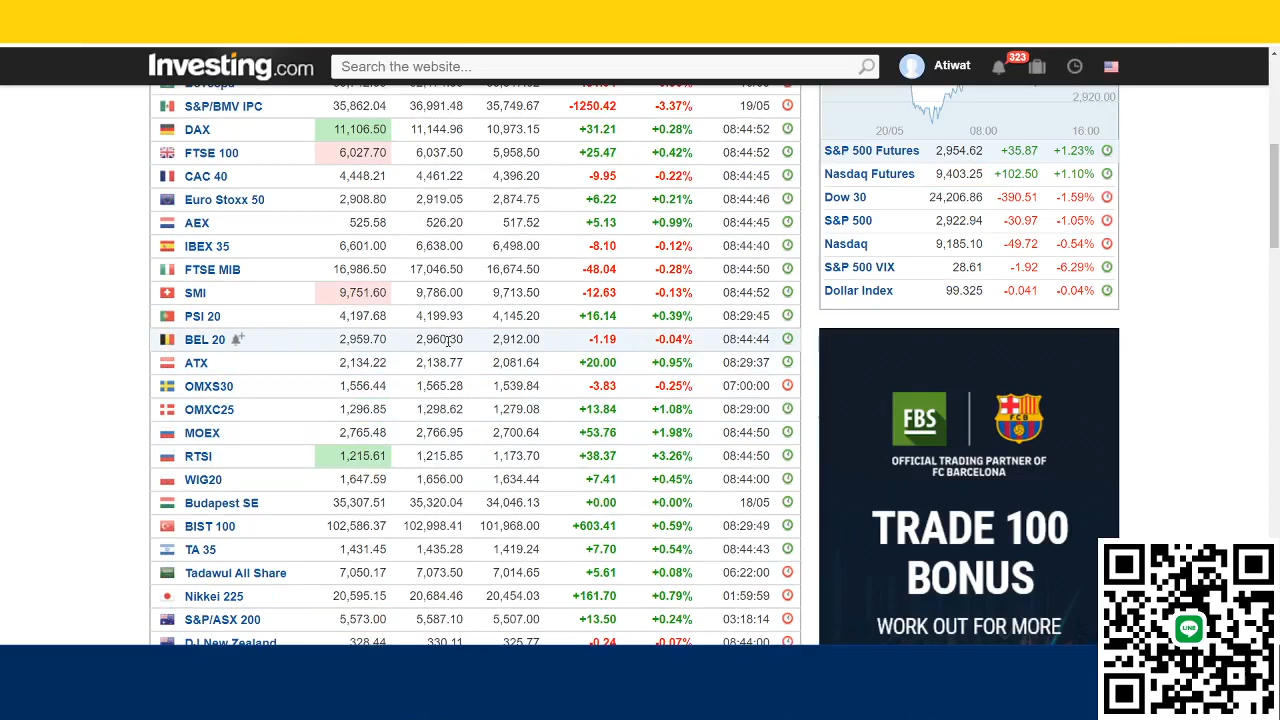 Investing.com Search the website... Atiwat 323
S&P/BMV IPC 35,862.04 36,991.48 35,749.67 -1250.42 -3.37% 19/05
DAX 11,106.50 11,144.96 10,973.15 +31.21 +0.28% 08:44:52
FTSE 100 6,027.70 6,037.50 5,958.50 +25.47 +0.42% 08:44:52
CAC 40 4,448.21 4,461.22 4,396.20 -9.95 -0.22% 08:44:45
Euro Stoxx 50 2,908.80 2,919.05 2,874.75 +6.22 +0.21% 08:44:46
AEX 525.58 526.20 517.52 +5.13 +0.99% 08:44:45
IBEX 35 6,601.00 6,638.00 6,498.00 -8.10 -0.12% 08:44:40
FTSE MIB 16,986.50 17,046.50 16,674.50 -48.04 -0.28% 08:44:50
SMI 9,751.60 9,786.00 9,713.50 -12.63 -0.13% 08:44:52
PSI 20 4,197.68 4,199.93 4,145.20 +16.14 +0.39% 08:29:45
BEL 20 2,959.70 2,960.30 2,912.00 -1.19 -0.04% 08:44:44
ATX 2,134.22 2,138.77 2,081.64 +20.00 +0.95% 08:29:37
OMXS30 1,556.44 1,565.28 1,539.84 -3.83 -0.25% 07:00:00
OMXC25 1,296.85 1,298.62 1,279.08 +13.84 +1.08% 08:29:00
MOEX 2,765.48 2,766.95 2,700.64 +53.76 +1.98% 08:44:50
RTSI 1,215.61 1,215.85 1,173.70 +38.37 +3.26% 08:44:50
WIG20 1,647.59 1,656.00 1,634.44 +7.41 +0.45% 08:44:00
Budapest SE 35,307.51 35,320.04 34,046.13 +0.00 +0.00% 18/05
BIST 100 102,586.37 102,998.41 101,968.00 +603.41 +0.59% 08:29:49
TA 35 1,431.45 1,435.28 1,419.24 +7.70 +0.54% 08:44:43
Tadawul All Share 7,050.17 7,073.50 7,014.65 +5.61 +0.08% 06:22:00
Nikkei 225 20,595.15 20,684.46 20,454.03 +161.70 +0.79% 01:59:59
S&P/ASX 200 5,573.00 5,587.10 5,507.00 +13.50 +0.24% 03:18:14
DJ New Zealand 328.44 330.11 325.77 -0.24 -0.07% 08:44:00
2,920.00
20/05 08:00 16:00
S&P 500 Futures 2,954.62 +35.87 +1.23%
Nasdaq Futures 9,403.25 +102.50 +1.10%
Dow 30 24,206.86 -390.51 -1.59%
S&P 500 2,922.94 -30.97 -1.05%
Nasdaq 9,185.10 -49.72 -0.54%
S&P 500 VIX 28.61 -1.92 -6.29%
Dollar Index 99.325 -0.041 -0.04%
FBS FCB
OFFICIAL TRADING PARTNER OF
FC BARCELONA
TRADE 100
BONUS
WORK OUT FOR MORE
LINE